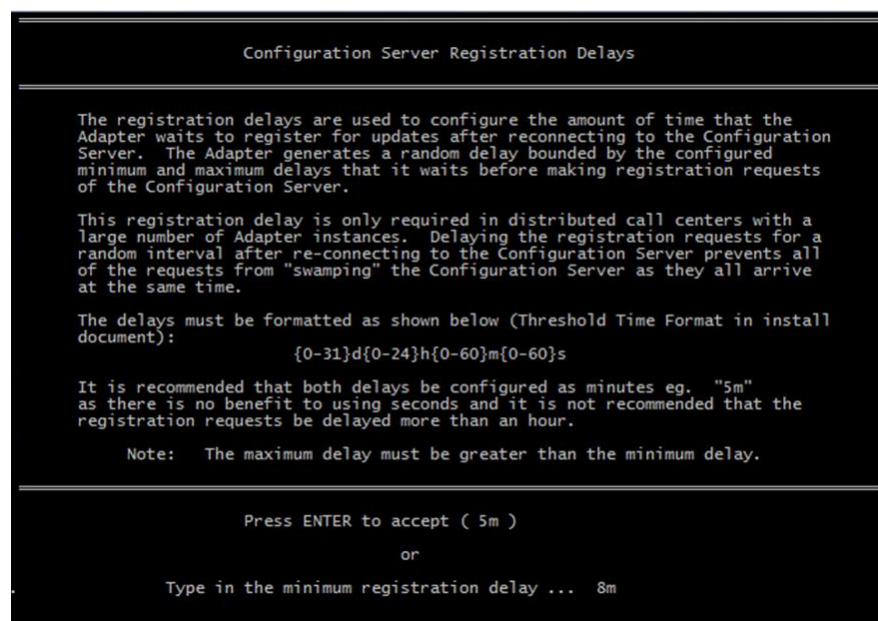 Configuration Server Registration Delays
The registration delays are used to configure the amount of time that the
Adapter waits to register for updates after reconnecting to the Configuration
Server.  The Adapter generates a random delay bounded by the configured
minimum and maximum delays that it waits before making registration requests
of the Configuration Server.
This registration delay is only required in distributed call centers with a
large number of Adapter instances.  Delaying the registration requests for a
random interval after re-connecting to the Configuration Server prevents all
of the requests from "swamping" the Configuration Server as they all arrive
at the same time.
The delays must be formatted as shown below (Threshold Time Format in install
document):
{0-31}d{0-24}h{0-60}m{0-60}s
It is recommended that both delays be configured as minutes eg.  "5m"
as there is no benefit to using seconds and it is not recommended that the
registration requests be delayed more than an hour.
Note:   The maximum delay must be greater than the minimum delay.
Press ENTER to accept ( 5m )
or
Type in the minimum registration delay ...  8m